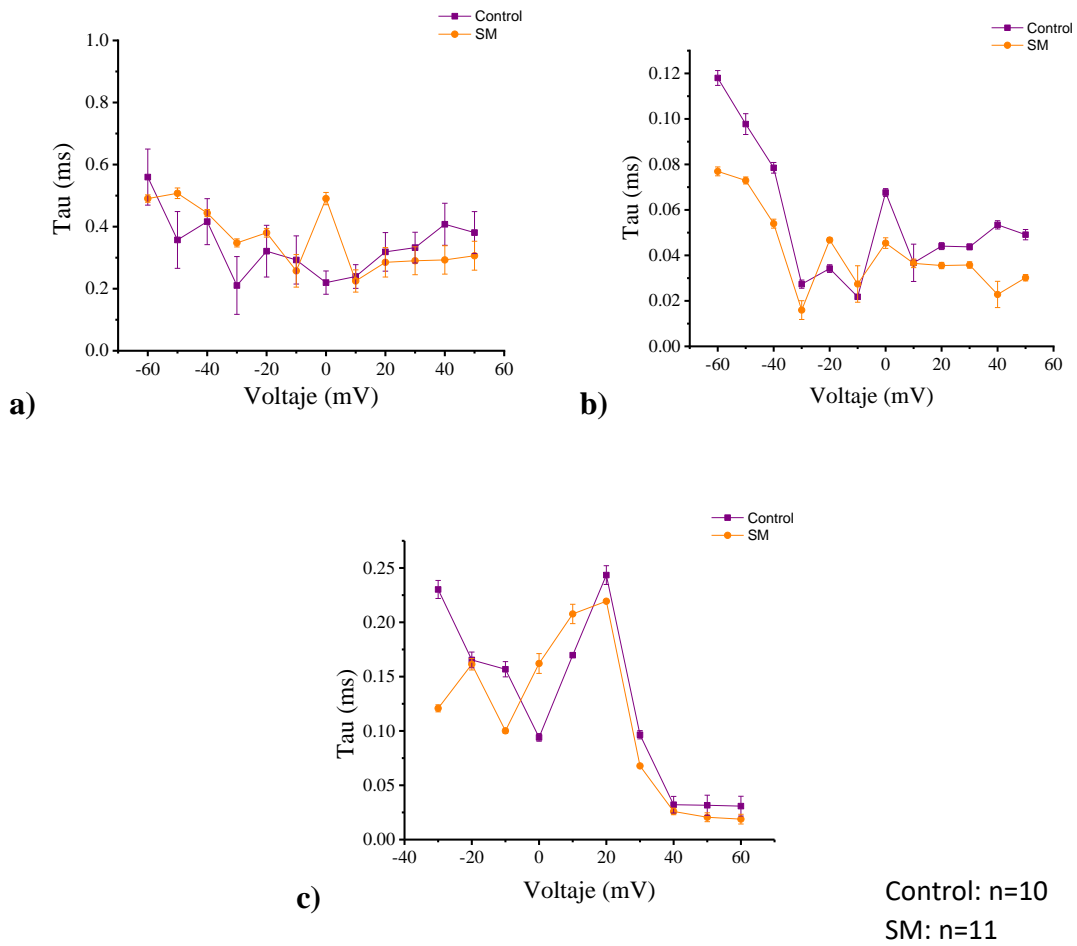 Control
SM
1.0
0.8
0.6
0.4
0.2
0.0
Tau (ms)
-60 -40 -20 0 20 40 60
Voltaje (mV)
a)
Control
SM
0.12
0.10
0.08
0.06
0.04
0.02
0.00
Tau (ms)
-60 -40 -20 0 20 40 60
Voltaje (mV)
b)
Control
SM
0.25
0.20
0.15
0.10
0.05
0.00
Tau (ms)
-40 -20 0 20 40 60
Voltaje (mV)
c)
Control: n=10
SM: n=11